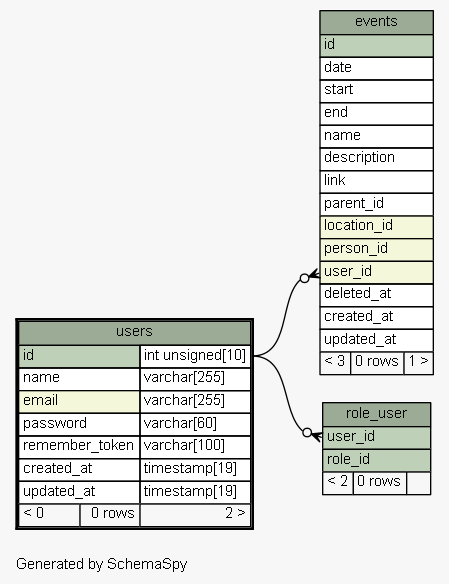 events
id
date
start
end
name
description
link
parent_id
location_id
person_id
user_id
deleted_at
created_at
updated_at
< 3 0 rows 1 >
users
id int unsigned[10]
name varchar[255]
email varchar[255]
password varchar[60]
remember_token varchar[100]
created_at timestamp[19]
updated_at timestamp[19]
< 0 0 rows 2 >
role_user
user_id
role_id
< 2 0 rows
Generated by SchemaSpy